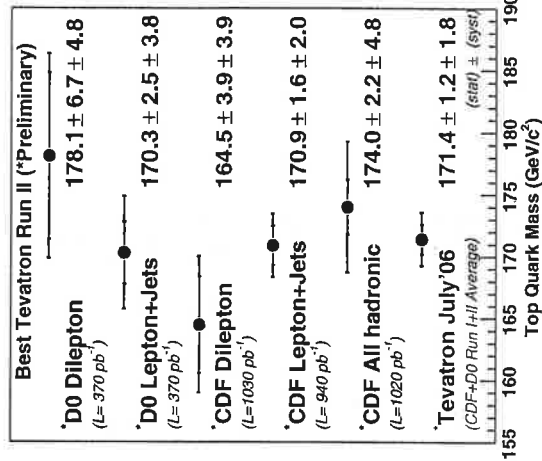 Best Tevatron Run II (*Preliminary)
*D0 Dilepton 178.1 ± 6.7 ± 4.8
(L= 370 pb⁻¹)
*D0 Lepton+Jets 170.3 ± 2.5 ± 3.8
(L= 370 pb⁻¹)
*CDF Dilepton 164.5 ± 3.9 ± 3.9
(L=1030 pb⁻¹)
*CDF Lepton+Jets 170.9 ± 1.6 ± 2.0
(L= 940 pb⁻¹)
*CDF All hadronic 174.0 ± 2.2 ± 4.8
(L=1020 pb⁻¹)
*Tevatron July'06 171.4 ± 1.2 ± 1.8
(CDF+D0 Run I+II Average) (stat) ± (syst)
155 160 165 170 175 180 185 190
Top Quark Mass (GeV/c²)